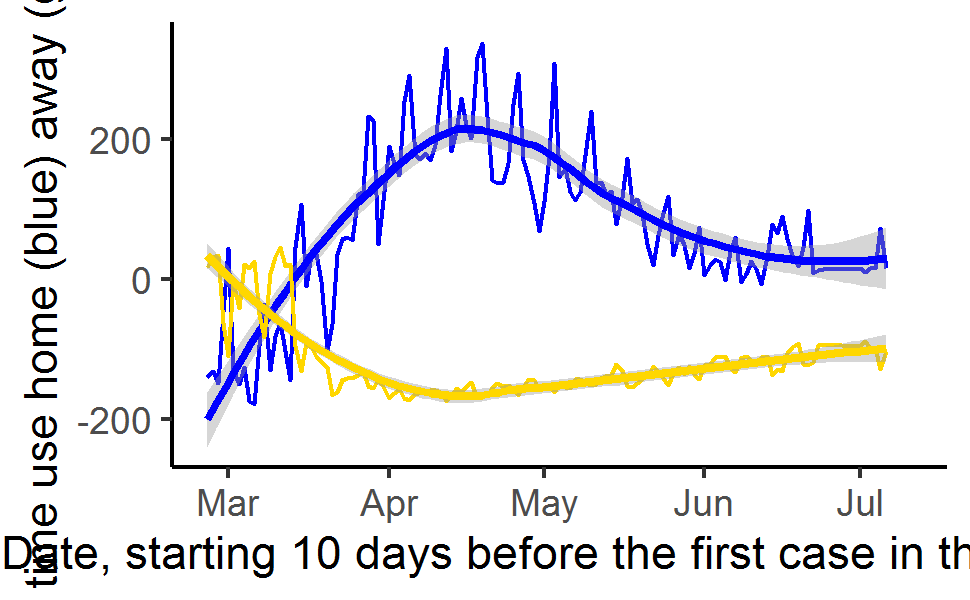 time use home (blue) away (
200
0
-200
Mar Apr May Jun Jul
Date, starting 10 days before the first case in th